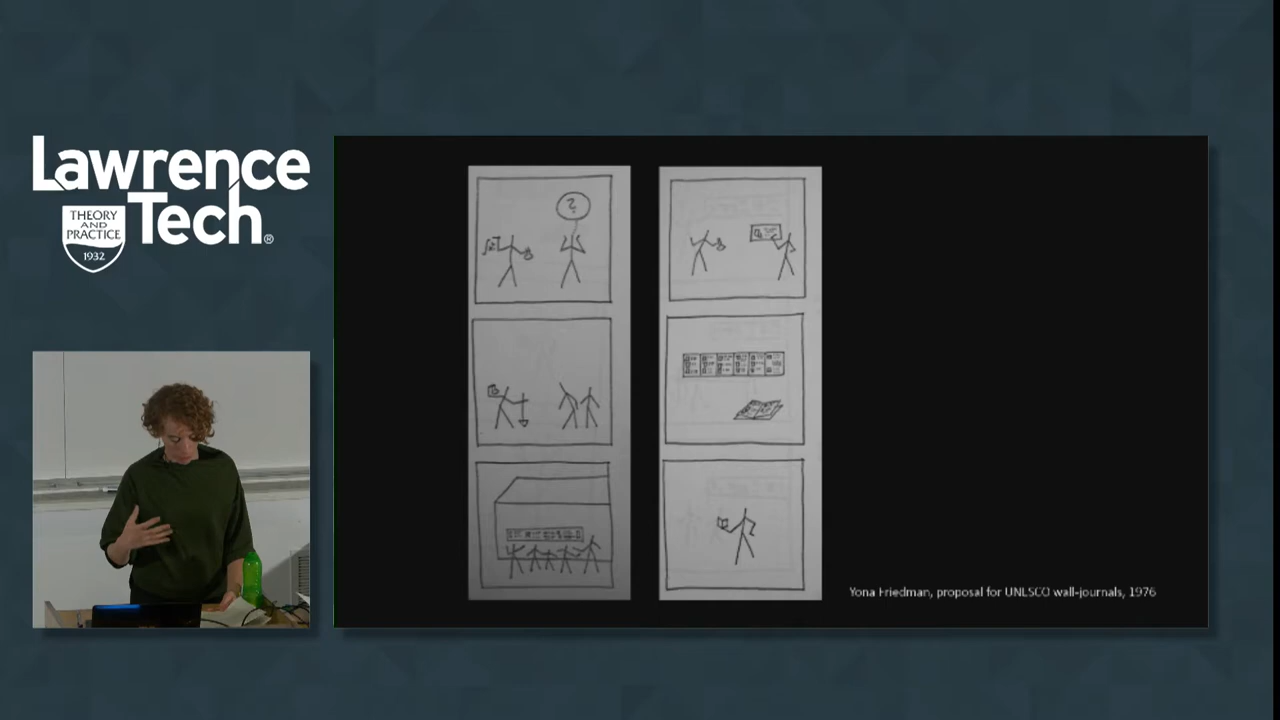 Lawrence
Tech®
THEORY
AND
PRACTICE
1932
?
Yona Friedman, proposal for UNESCO wall-journals, 1976